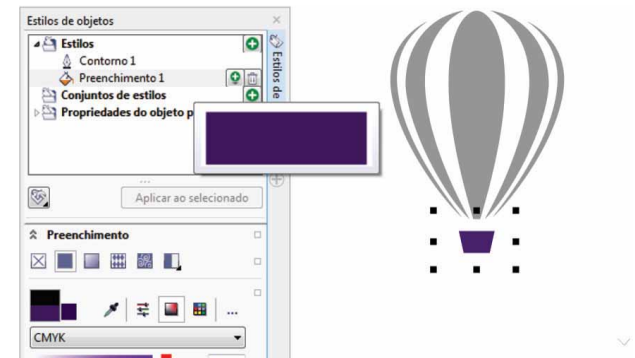 Estilos de objetos
Estilos
Contorno 1
Preenchimento 1
Conjuntos de estilos
Propriedades do objeto p
Estilos de
Aplicar ao selecionado
Preenchimento
CMYK